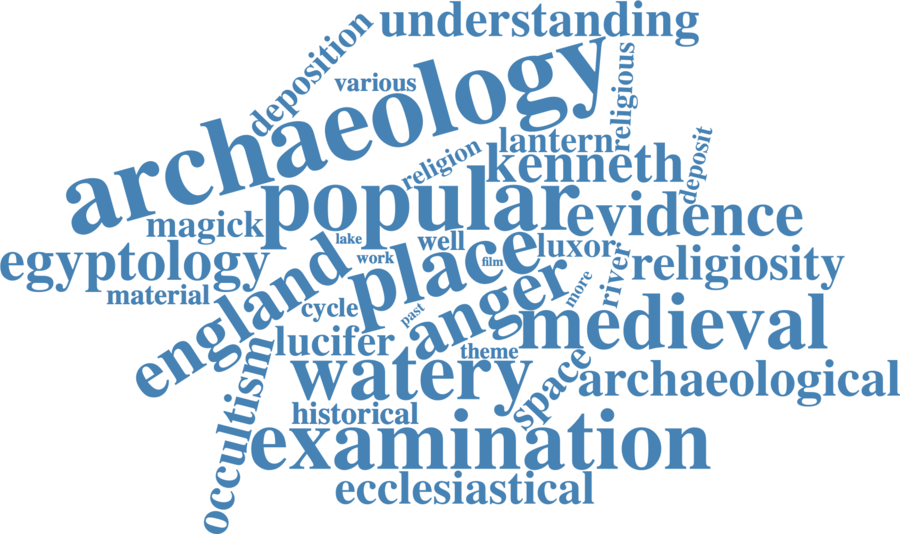 understanding
deposition
various
archaeology
religious
lantern
religion
kenneth
deposit
popular
magick
evidence
lake
well
luxor
egyptology
work
place
film
religiosity
england
material
river
more
anger
cycle
past
medieval
lucifer
theme
watery
space
archaeological
occultism
historical
examination
ecclesiastical